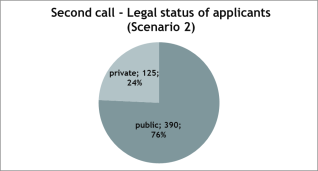 Second call - Legal status of applicants
(Scenario 2)
private; 125;
24%
public; 390;
76%